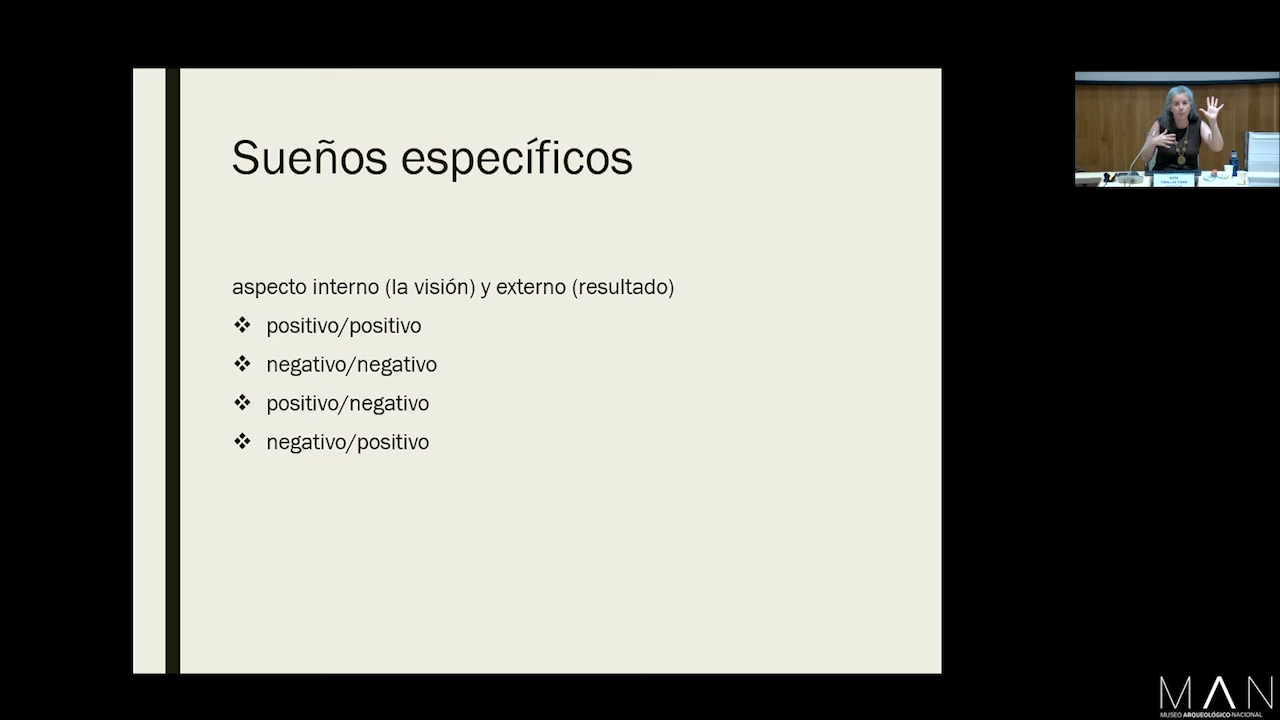 Sueños específicos
aspecto interno (la visión) y externo (resultado)
❖ positivo/positivo
❖ negativo/negativo
❖ positivo/negativo
❖ negativo/positivo
MAN
MUSEO ARQUEOLÓGICO NACIONAL